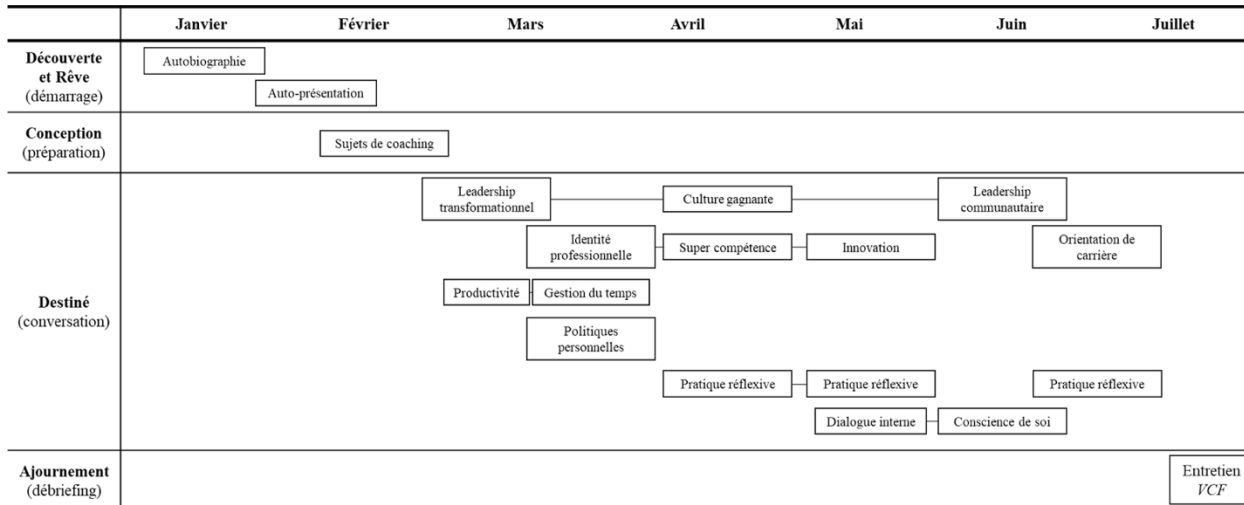 Janvier Février Mars Avril Mai Juin Juillet
Découverte
et Rêve
(démarrage)
Autobiographie
Auto-présentation
Conception
(préparation)
Sujets de coaching
Destiné
(conversation)
Leadership
transformationnel
Culture gagnante
Leadership
communautaire
Identité
professionnelle
Super compétence
Innovation
Orientation de
carrière
Productivité
Gestion du temps
Politiques
personnelles
Pratique réflexive
Pratique réflexive
Pratique réflexive
Dialogue interne
Conscience de soi
Ajournement
(débriefing)
Entretien
VCF